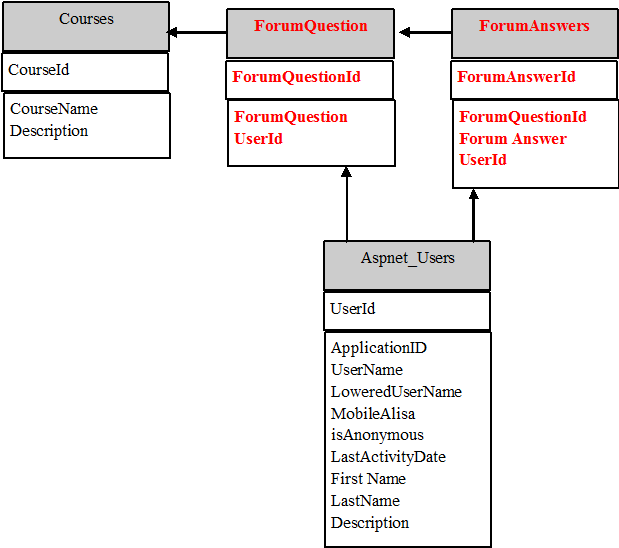 Courses
CourseId
CourseName
Description
ForumQuestion
ForumQuestionId
ForumQuestion
UserId
ForumAnswers
ForumAnswerId
ForumQuestionId
Forum Answer
UserId
Aspnet_Users
UserId
ApplicationID
UserName
LoweredUserName
MobileAlisa
isAnonymous
LastActivityDate
First Name
LastName
Description